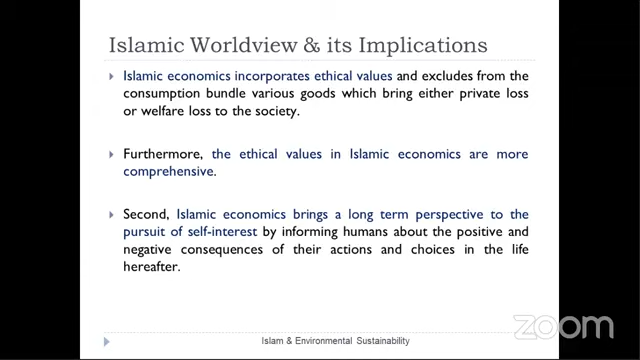 Islamic Worldview & its Implications
Islamic economics incorporates ethical values and excludes from the
consumption bundle various goods which bring either private loss
or welfare loss to the society.
Furthermore, the ethical values in Islamic economics are more
comprehensive.
Second, Islamic economics brings a long term perspective to the
pursuit of self-interest by informing humans about the positive and
negative consequences of their actions and choices in the life
hereafter.
Islam & Environmental Sustainability
zoom